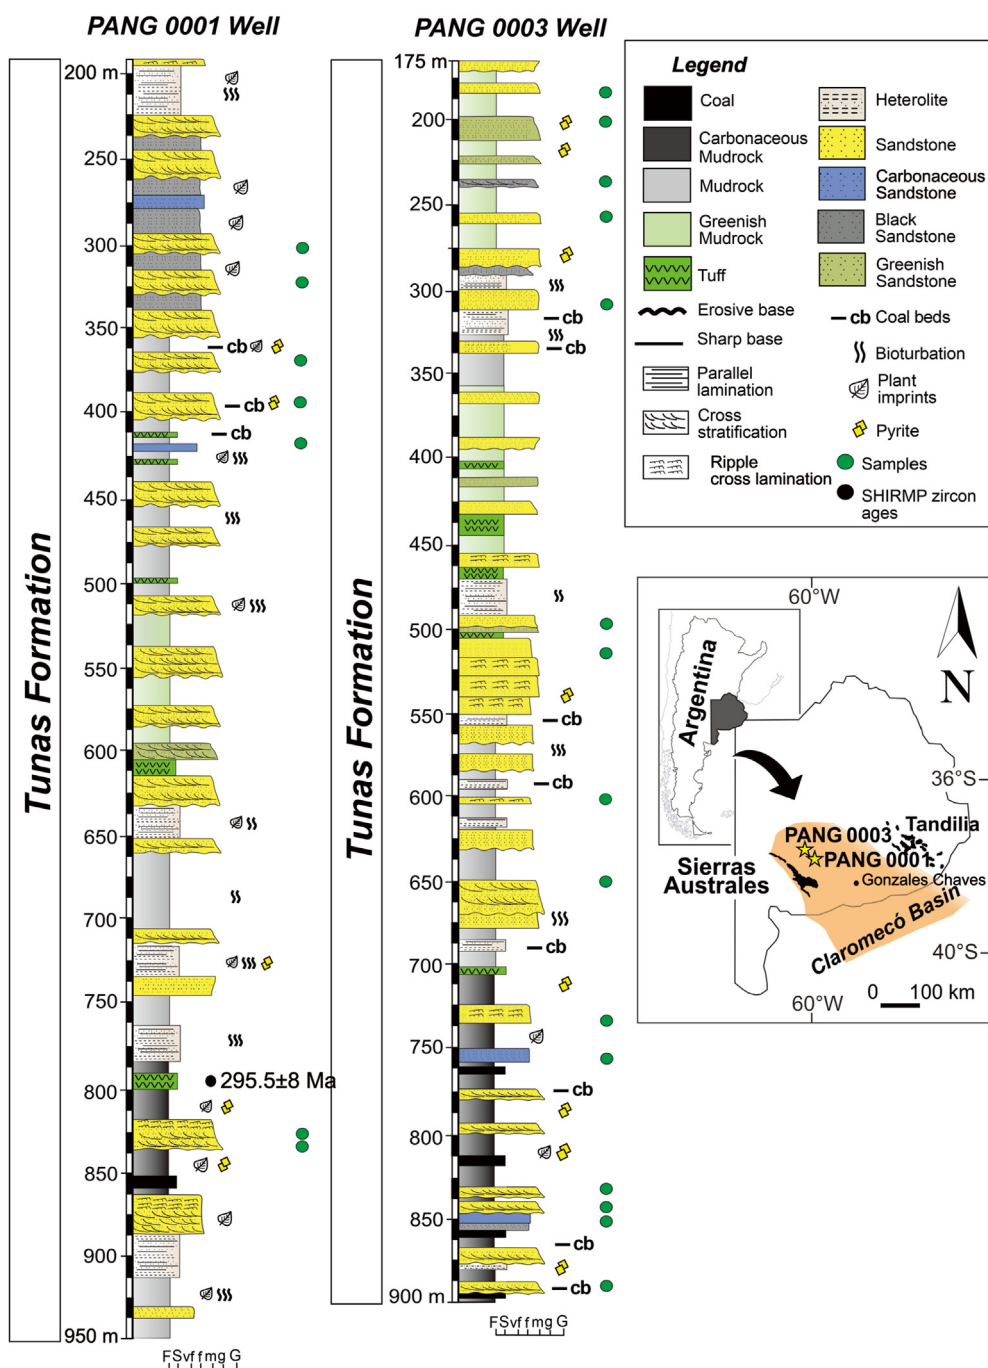 PANG 0001 Well
PANG 0003 Well
Tunas Formation
200 m
250
300
350
400
450
500
550
600
650
700
750
800
850
900
950 m
cb
cb
cb
295.5±8 Ma
FSvf f mg G
Tunas Formation
175 m
200
250
300
350
400
450
500
550
600
650
700
750
800
850
900 m
cb
cb
cb
cb
cb
cb
cb
cb
FSvf f mg G
Legend
Coal
Carbonaceous
Mudrock
Mudrock
Greenish
Mudrock
Tuff
Erosive base
Sharp base
Parallel
lamination
Cross
stratification
Ripple
cross lamination
Heterolite
Sandstone
Carbonaceous
Sandstone
Black
Sandstone
Greenish
Sandstone
cb Coal beds
Bioturbation
Plant
imprints
Pyrite
Samples
SHIRMP zircon
ages
60°W
Argentina
N
36°S
PANG 0003
Tandilia
PANG 0001
Sierras
Australes
Gonzales Chaves
Claromecó Basin
40°S
60°W
0 100 km